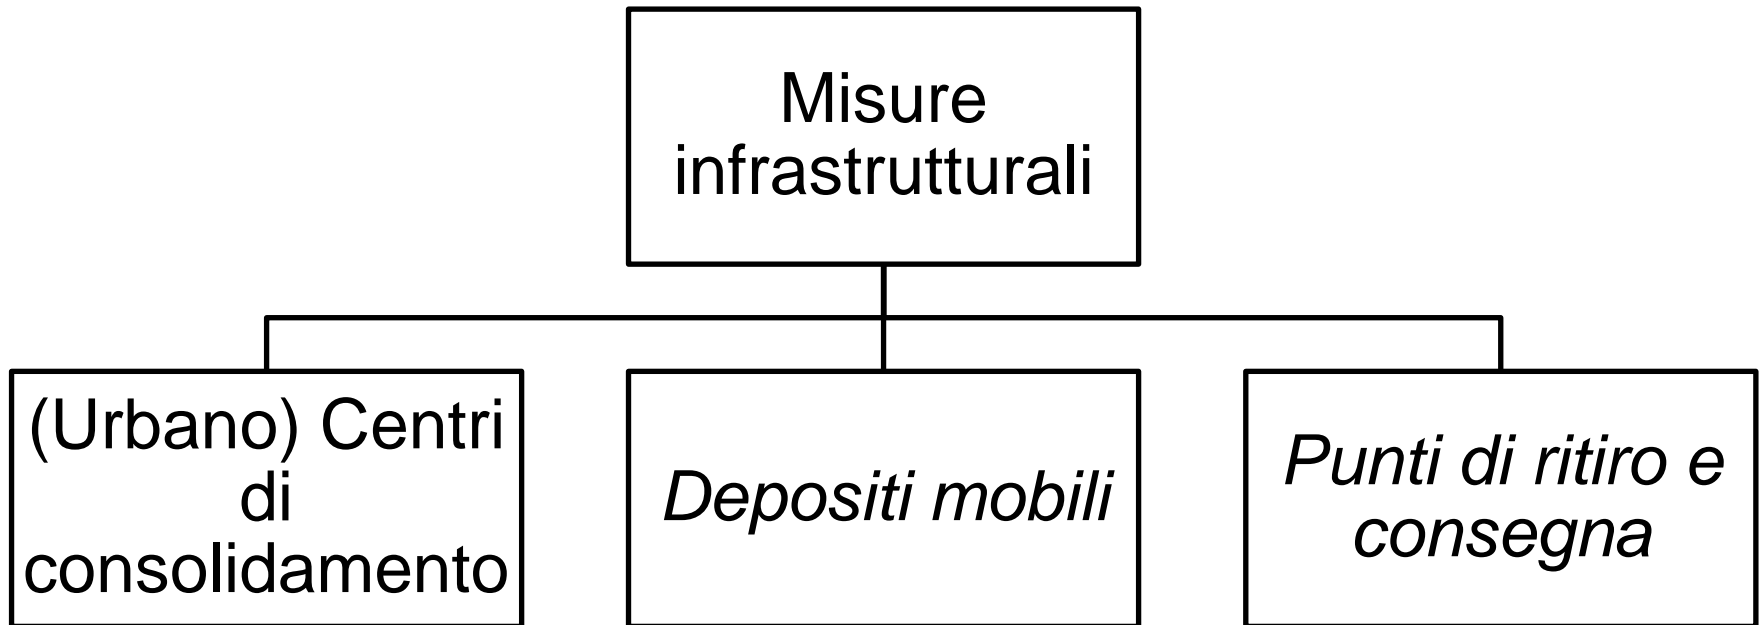 Misure
infrastrutturali
(Urbano) Centri
di
consolidamento
Depositi mobili
Punti di ritiro e
consegna